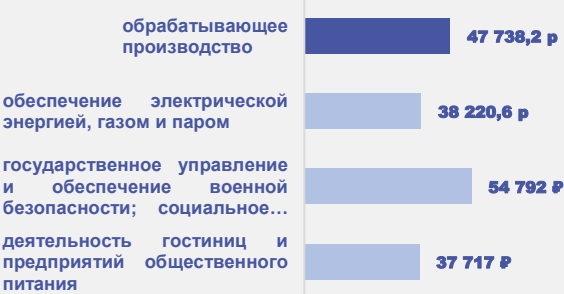 обрабатывающее
производство
47 738,2 р
обеспечение электрической
энергией, газом и паром
38 220,6 р
государственное управление
и обеспечение военной
безопасности; социальное...
54 792 ₽
деятельность гостиниц и
предприятий общественного
питания
37 717 ₽